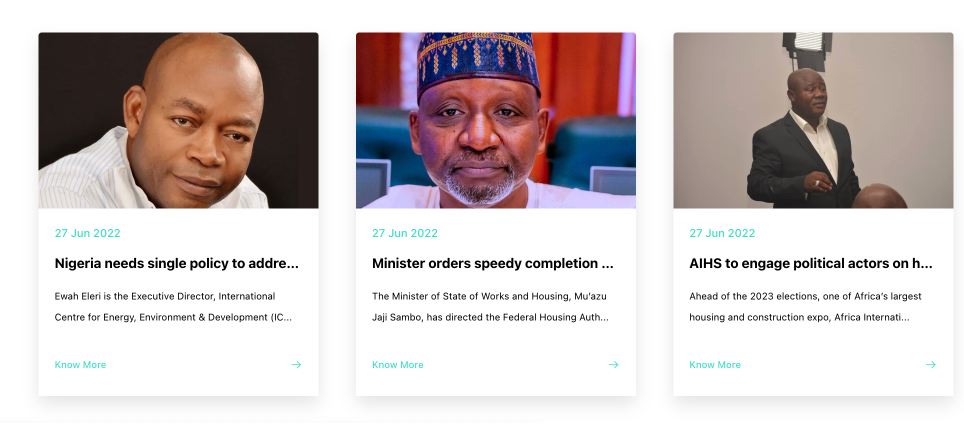 27 Jun 2022
Nigeria needs single policy to addre...
Ewah Eleri is the Executive Director, International
Centre for Energy, Environment & Development (IC...
Know More
27 Jun 2022
Minister orders speedy completion ...
The Minister of State of Works and Housing, Mu'azu
Jaji Sambo, has directed the Federal Housing Auth...
Know More
27 Jun 2022
AIHS to engage political actors on h...
Ahead of the 2023 elections, one of Africa's largest
housing and construction expo, Africa Internati...
Know More